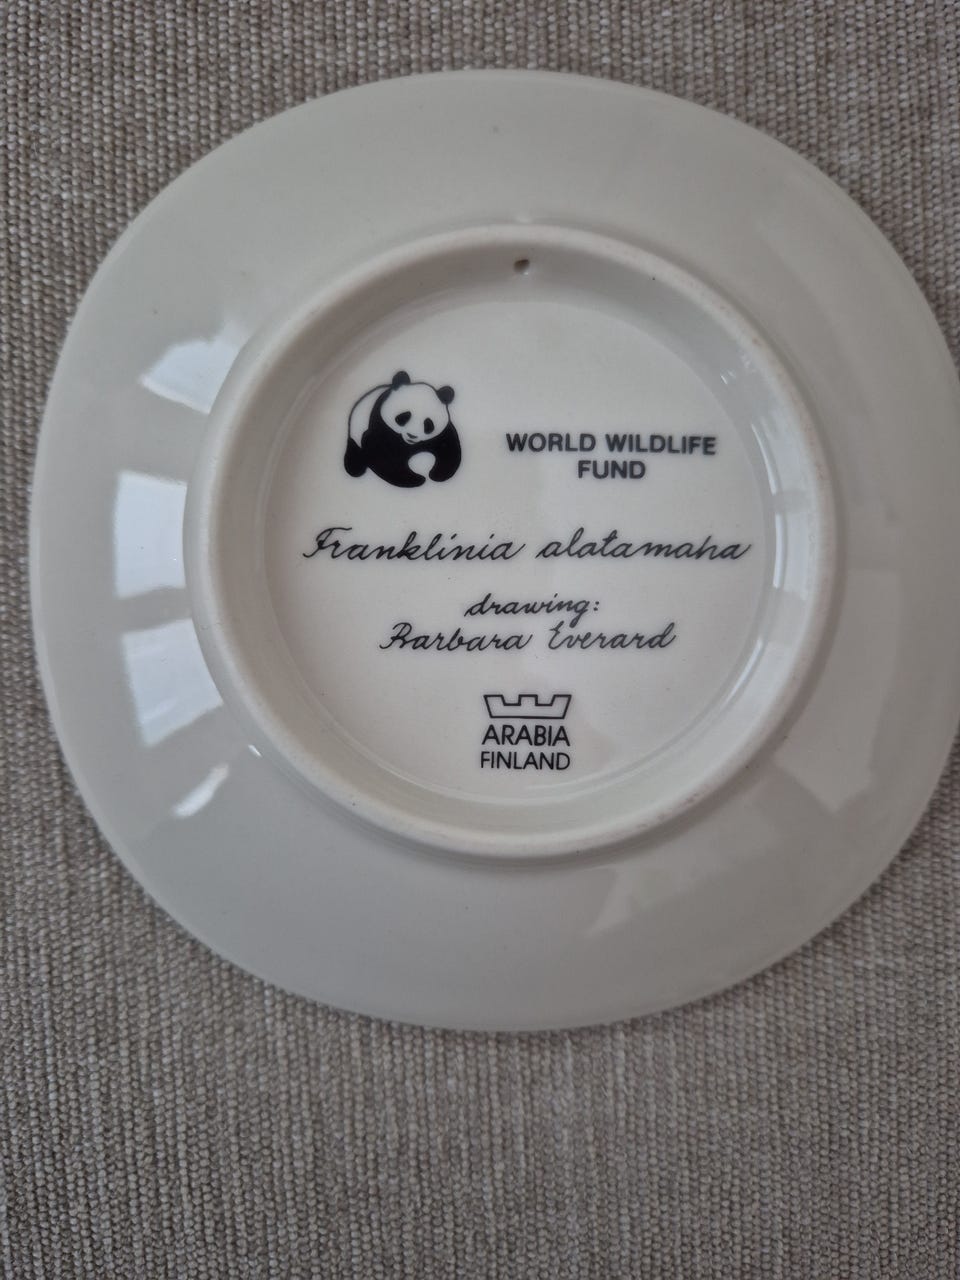 WORLD WILDLIFE
FUND
Franklinia alatamaha
drawing:
Barbara Everard
ARABIA
FINLAND